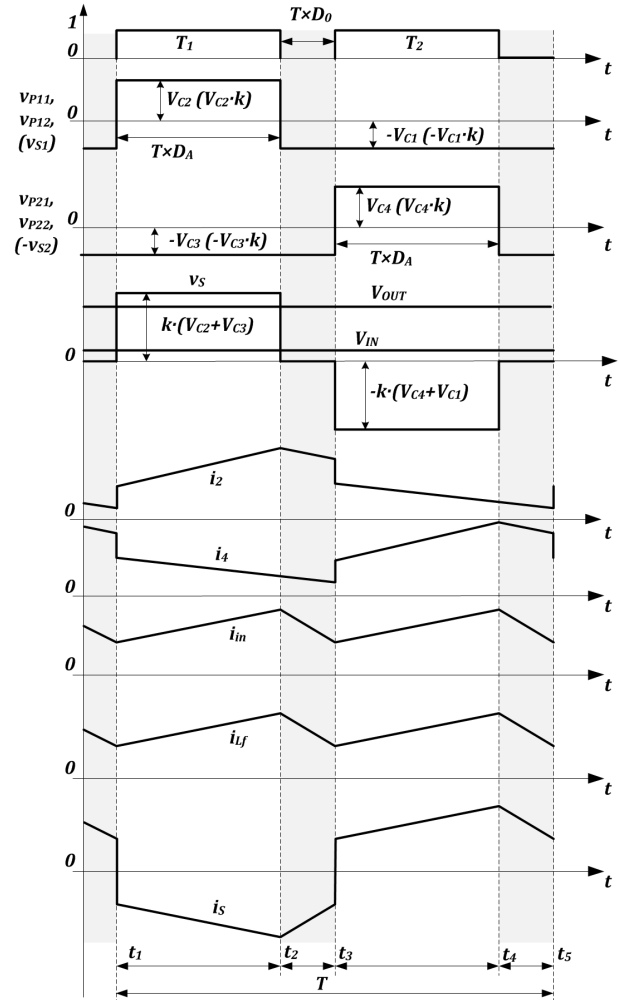 T×D0
1
T1
T2
0
t
vP11,
vP12,
(vS1)
0
VC2 (VC2·k)
-VC1 (-VC1·k)
t
T×DA
vP21,
vP22,
(-vS2)
0
VC4 (VC4·k)
-VC3 (-VC3·k)
t
T×DA
vS
VOUT
k·(VC2+VC3)
VIN
0
t
-k·(VC4+VC1)
i2
0
t
i4
0
t
iin
0
t
iLf
0
t
0
t
iS
t1
t2
t3
t4
t5
T